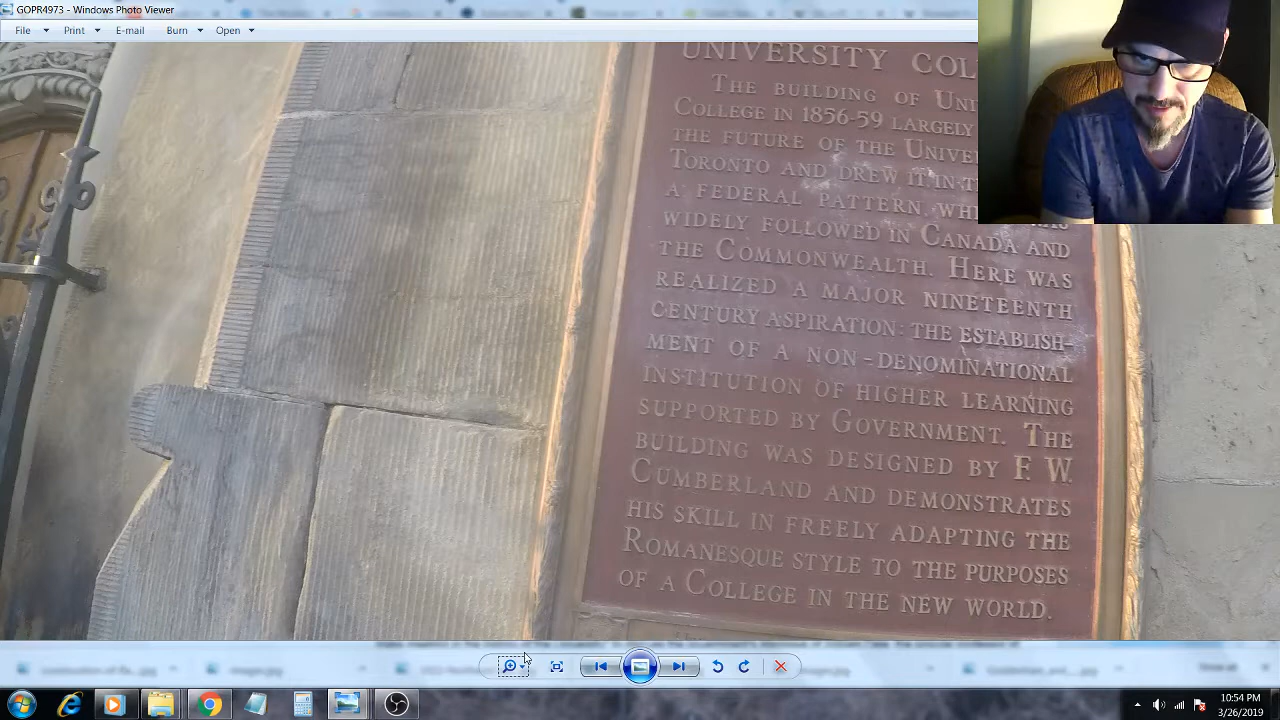 GOPR4973 - Windows Photo Viewer
File Print E-mail Burn Open
UNIVERSITY COL
THE BUILDING OF UNI
COLLEGE IN 1856-59 LARGELY
THE FUTURE OF THE UNIVE
TORONTO AND DREW IT IN T
A FEDERAL PATTERN, WHI WAS
WIDELY FOLLOWED IN CANADA AND
THE COMMONWEALTH. HERE WAS
REALIZED A MAJOR NINETEENTH
CENTURY ASPIRATION: THE ESTABLISH-
MENT OF A NON-DENOMINATIONAL
INSTITUTION OF HIGHER LEARNING
SUPPORTED BY GOVERNMENT. THE
BUILDING WAS DESIGNED BY F. W.
CUMBERLAND AND DEMONSTRATES
HIS SKILL IN FREELY ADAPTING THE
ROMANESQUE STYLE TO THE PURPOSES
OF A COLLEGE IN THE NEW WORLD.
10:54 PM
3/26/2019